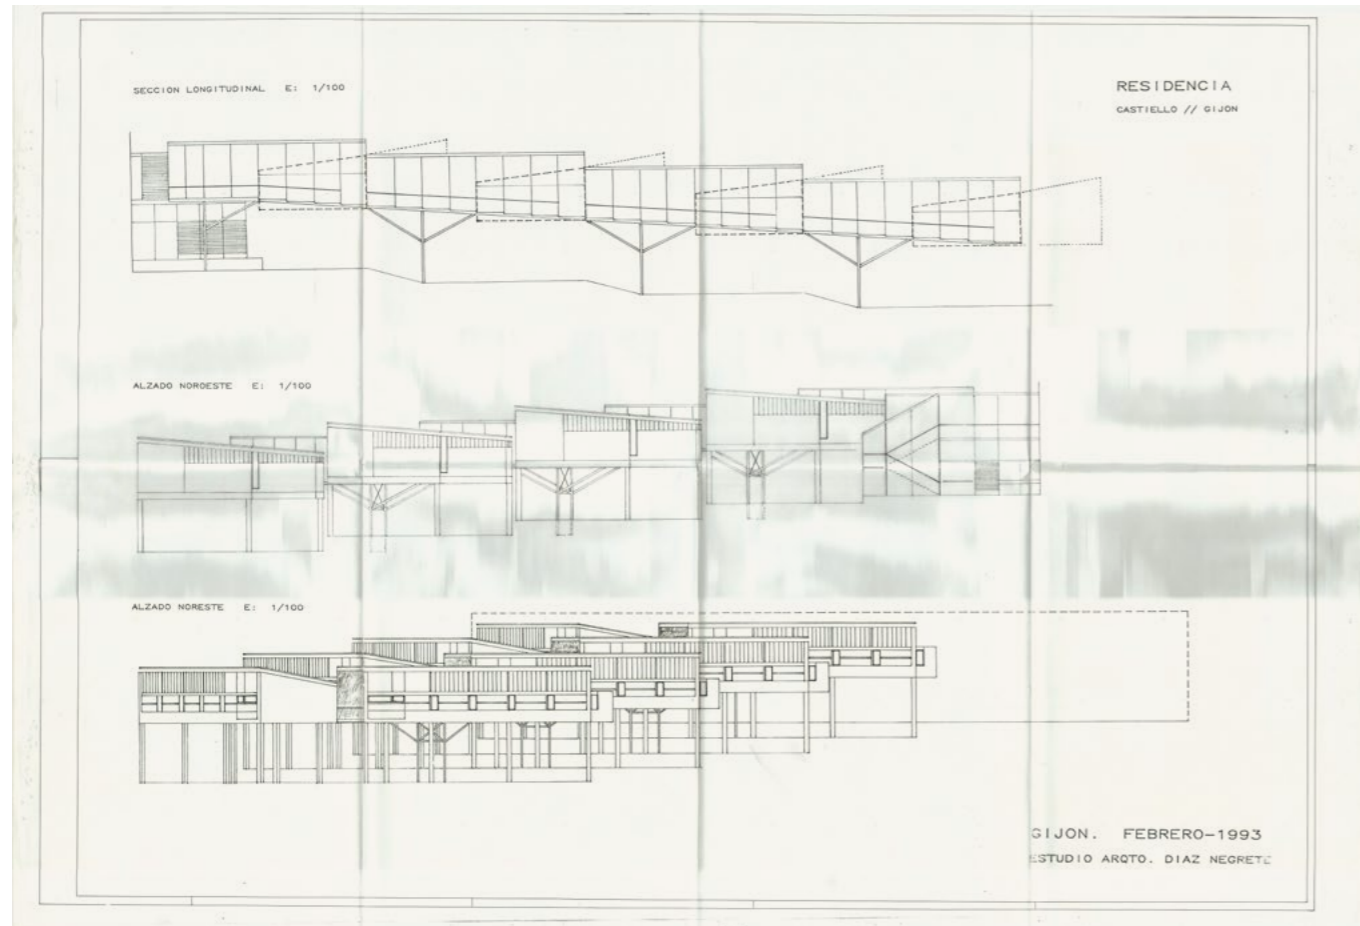 SECCION LONGITUDINAL E: 1/100
RESIDENCIA
CASTIELLO // GIJON
ALZADO NOROESTE E: 1/100
ALZADO NORESTE E: 1/100
GIJON. FEBRERO-1993
ESTUDIO ARQTO. DIAZ NEGRETE